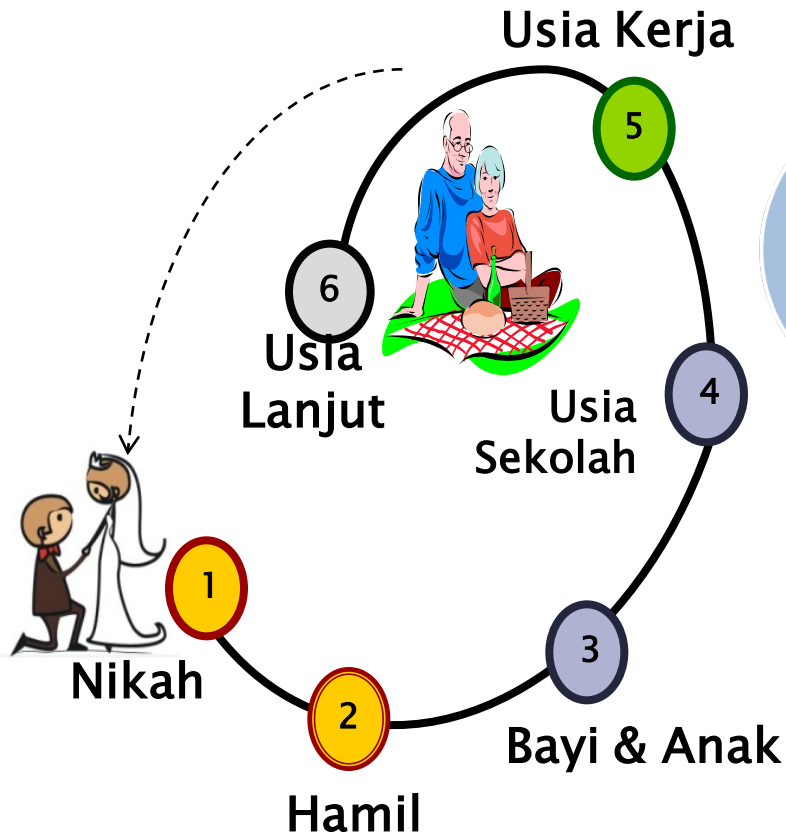 Usia Kerja
5
6
Usia
Lanjut
4
Usia
Sekolah
1
Nikah
3
2
Bayi & Anak
Hamil